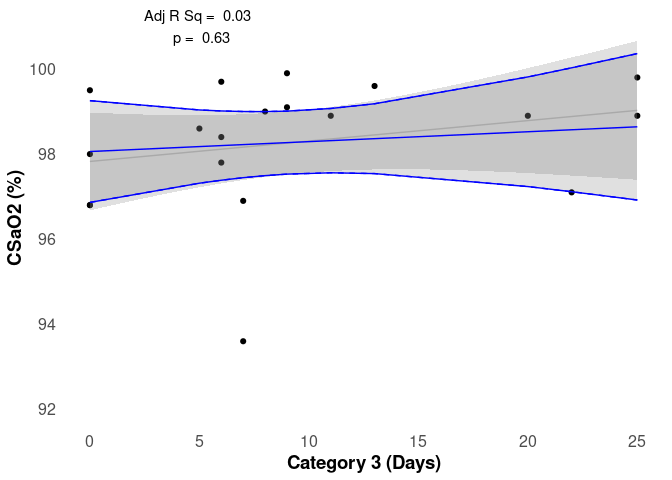 Adj R Sq = 0.03
p = 0.63
CSaO2 (%)
100
98
96
94
92
0 5 10 15 20 25
Category 3 (Days)